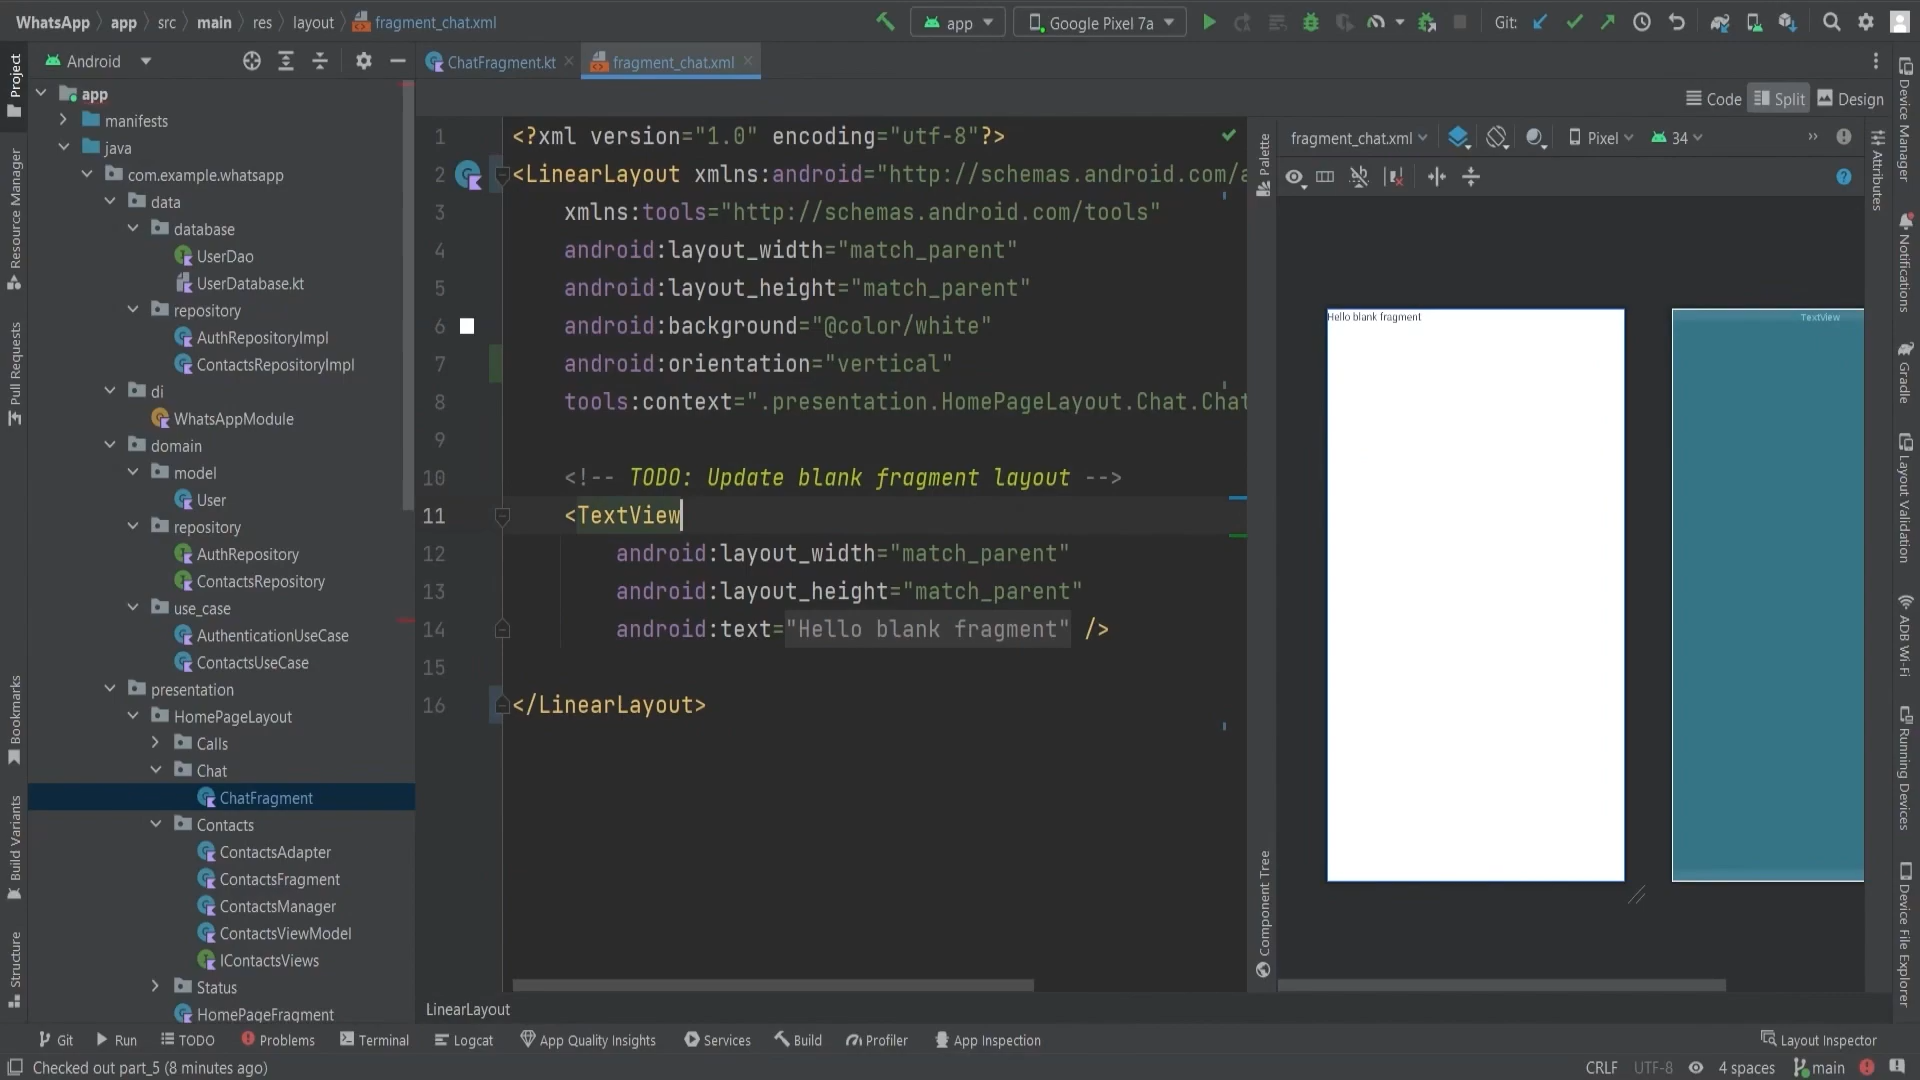 WhatsApp app src main res layout fragment_chat.xml
app Google Pixel 7a Git:
Project Android
ChatFragment.kt fragment_chat.xml
Code Split Design
app
manifests
java
com.example.whatsapp
data
database
UserDao
UserDatabase.kt
repository
AuthRepositoryImpl
ContactsRepositoryImpl
di
WhatsAppModule
domain
model
User
repository
AuthRepository
ContactsRepository
use_case
AuthenticationUseCase
ContactsUseCase
presentation
HomePageLayout
Calls
Chat
ChatFragment
Contacts
ContactsAdapter
ContactsFragment
ContactsManager
ContactsViewModel
IContactsViews
Status
HomePageFragment
Resource Manager
Pull Requests
Bookmarks
Build Variants
Structure
1 <?xml version="1.0" encoding="utf-8"?>
2 <LinearLayout xmlns:android="http://schemas.android.com/a
3 xmlns:tools="http://schemas.android.com/tools"
4 android:layout_width="match_parent"
5 android:layout_height="match_parent"
6 android:background="@color/white"
7 android:orientation="vertical"
8 tools:context=".presentation.HomePageLayout.Chat.Chat
9
10 <!-- TODO: Update blank fragment layout -->
11 <TextView
12 android:layout_width="match_parent"
13 android:layout_height="match_parent"
14 android:text="Hello blank fragment" />
15
16 </LinearLayout>
LinearLayout
Palette
Component Tree
fragment_chat.xml Pixel 34
Hello blank fragment
TextView
Attributes
Device Manager
Notifications
Gradle
Layout Validation
ADB Wi-Fi
Running Devices
Device File Explorer
Git Run TODO Problems Terminal Logcat App Quality Insights Services Build Profiler App Inspection Layout Inspector
Checked out part_5 (8 minutes ago) CRLF UTF-8 4 spaces main